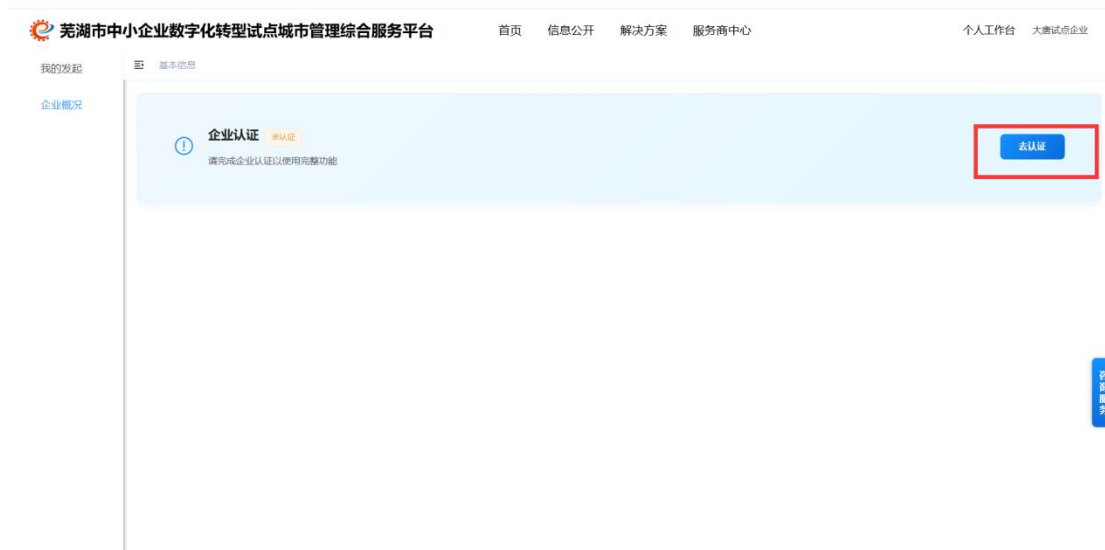 芜湖市中小企业数字化转型试点城市管理综合服务平台 首页 信息公开 解决方案 服务商中心 个人工作台 大唐试点企业
我的发起 基本信息
企业概况
企业认证 未认证
请完成企业认证以使用完整功能
去认证
咨询服务